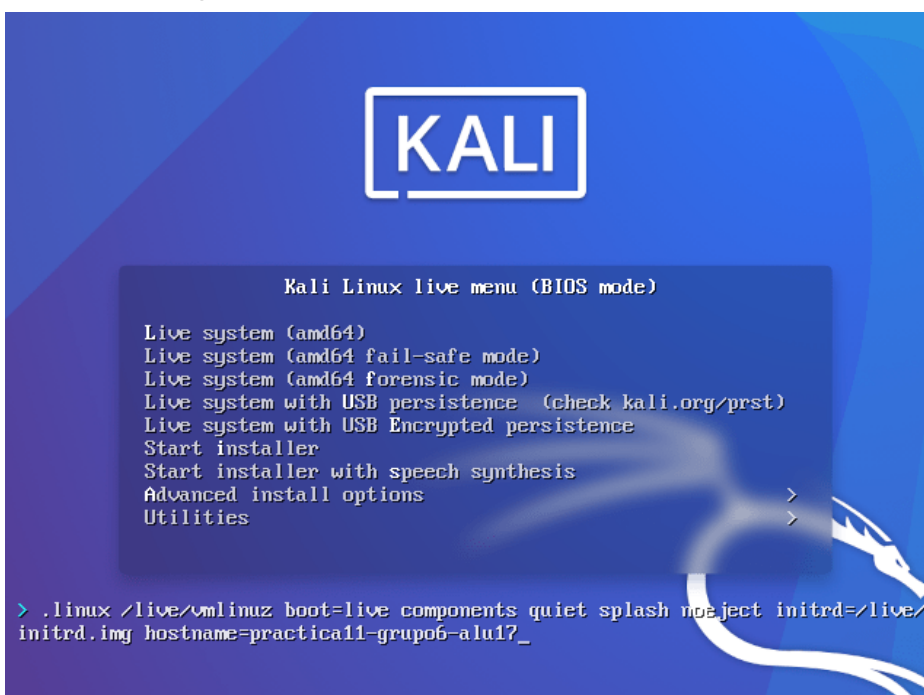 KALI
Kali Linux live menu (BIOS mode)
Live system (amd64)
Live system (amd64 fail-safe mode)
Live system (amd64 forensic mode)
Live system with USB persistence  (check kali.org/prst)
Live system with USB Encrypted persistence
Start installer
Start installer with speech synthesis
Advanced install options >
Utilities >
> .linux /live/vmlinuz boot=live components quiet splash noeject initrd=/live/
initrd.img hostname=practica11-grupo6-alu17_